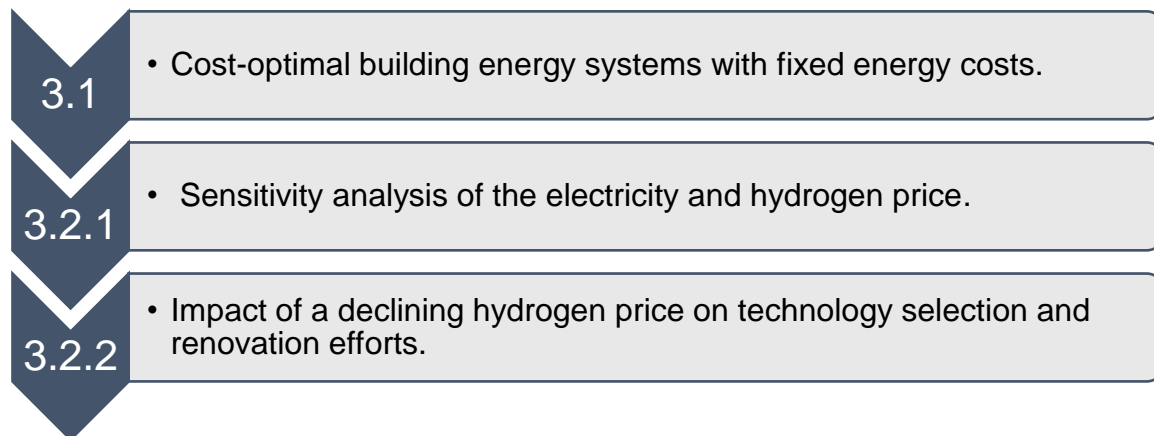 3.1
• Cost-optimal building energy systems with fixed energy costs.
3.2.1
• Sensitivity analysis of the electricity and hydrogen price.
3.2.2
• Impact of a declining hydrogen price on technology selection and
renovation efforts.